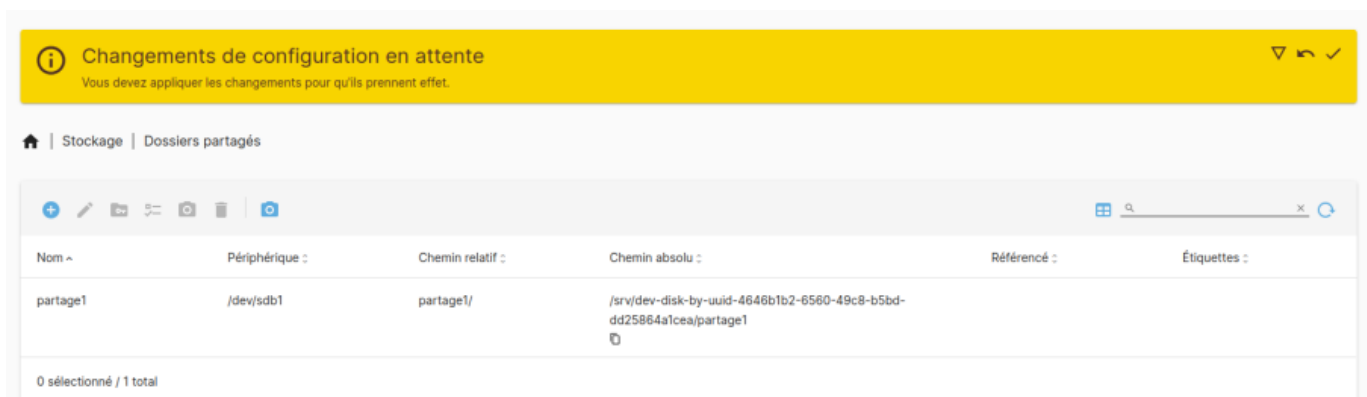 Changements de configuration en attente
Vous devez appliquer les changements pour qu'ils prennent effet.
| Stockage | Dossiers partagés
Nom Périphérique Chemin relatif Chemin absolu Référencé Étiquettes
partage1 /dev/sdb1 partage1/ /srv/dev-disk-by-uuid-4646b1b2-6560-49c8-b5bd-
dd25864a1cea/partage1
0 sélectionné / 1 total